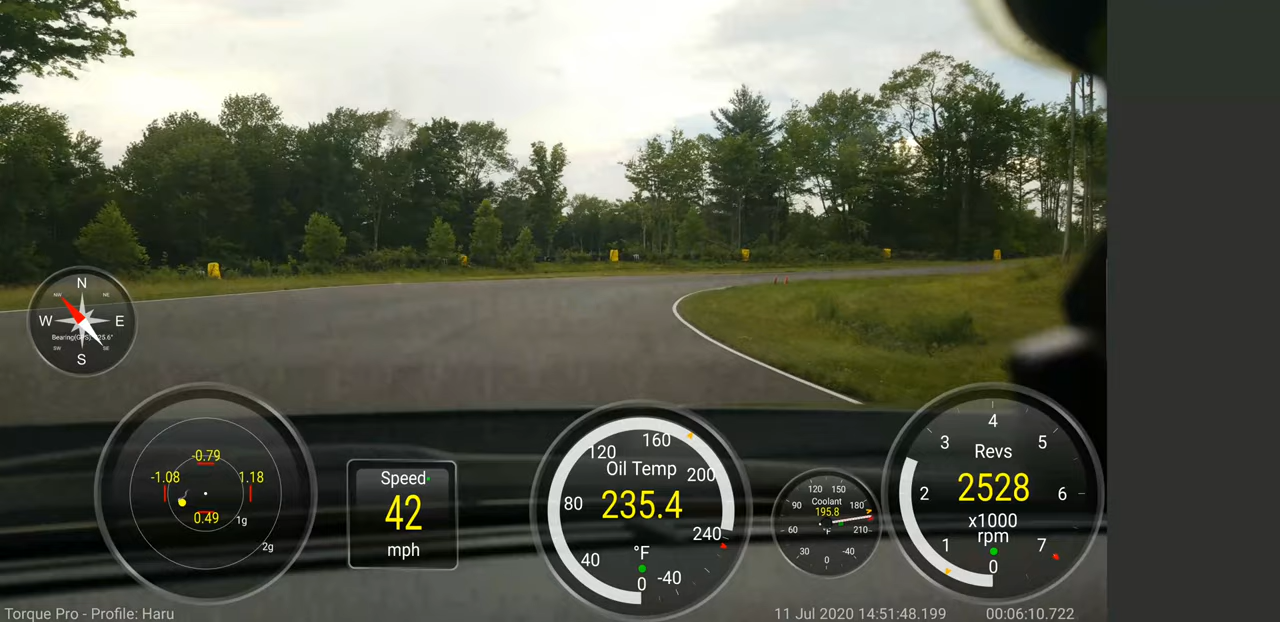 N
NW NE
W E
SW SE
S
-0.79
-1.08 1.18
0.49
1g
2g
Speed
42
mph
160
120
Oil Temp
200
80
235.4
240
°F
40
-40
0
120 150
90 Coolant 180
195.8
60 °F 210
30 -40
0
4
3 5
Revs
2 2528 6
x1000
rpm
1 7
0
Torque Pro - Profile: Haru
11 Jul 2020 14:51:48.199
00:06:10.722